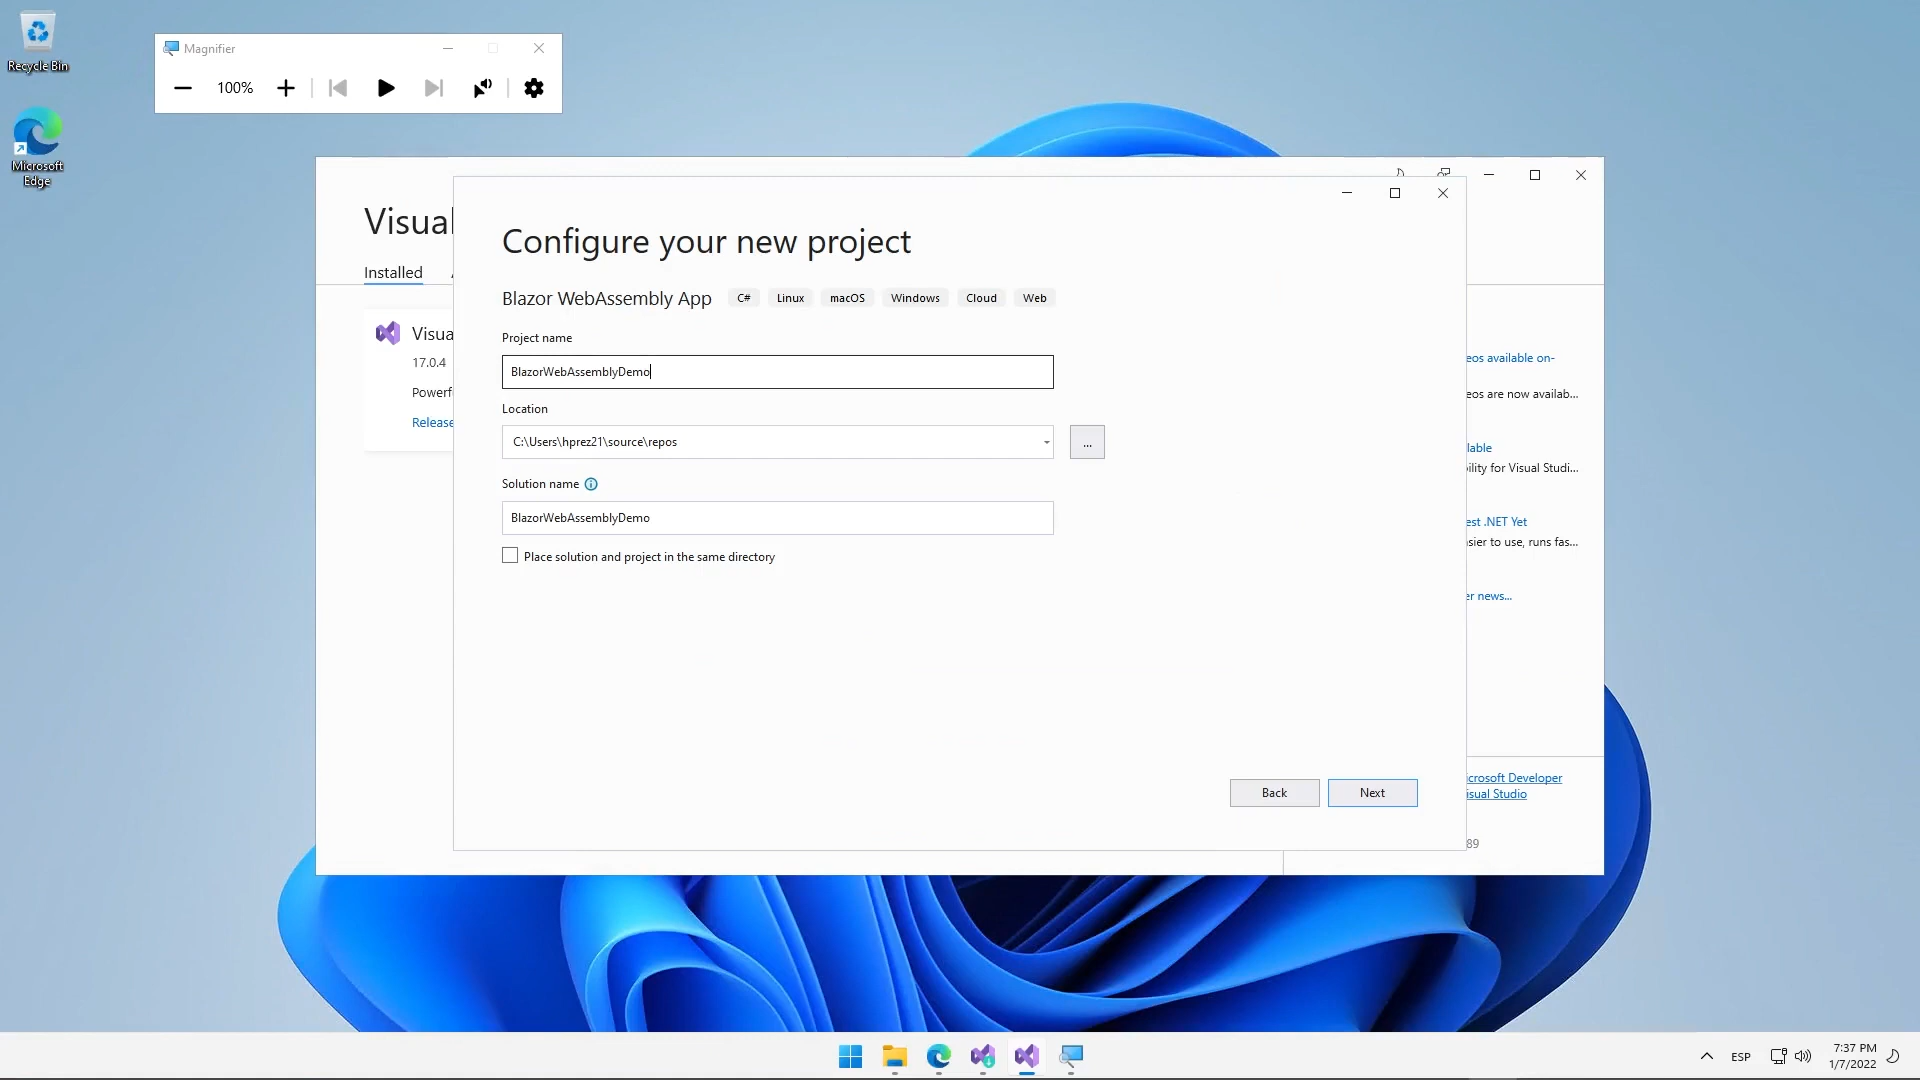 Recycle Bin
Microsoft
Edge
Magnifier
100%
Visual
Installed
Visua
17.0.4
Powerf
Release
Configure your new project
Blazor WebAssembly App C# Linux macOS Windows Cloud Web
Project name
BlazorWebAssemblyDemo
Location
C:\Users\hprez21\source\repos
...
Solution name
BlazorWebAssemblyDemo
Place solution and project in the same directory
Back
Next
eos available on-
eos are now availab...
lable
ility for Visual Studi...
est .NET Yet
sier to use, runs fas...
er news...
icrosoft Developer
isual Studio
89
ESP
7:37 PM
1/7/2022